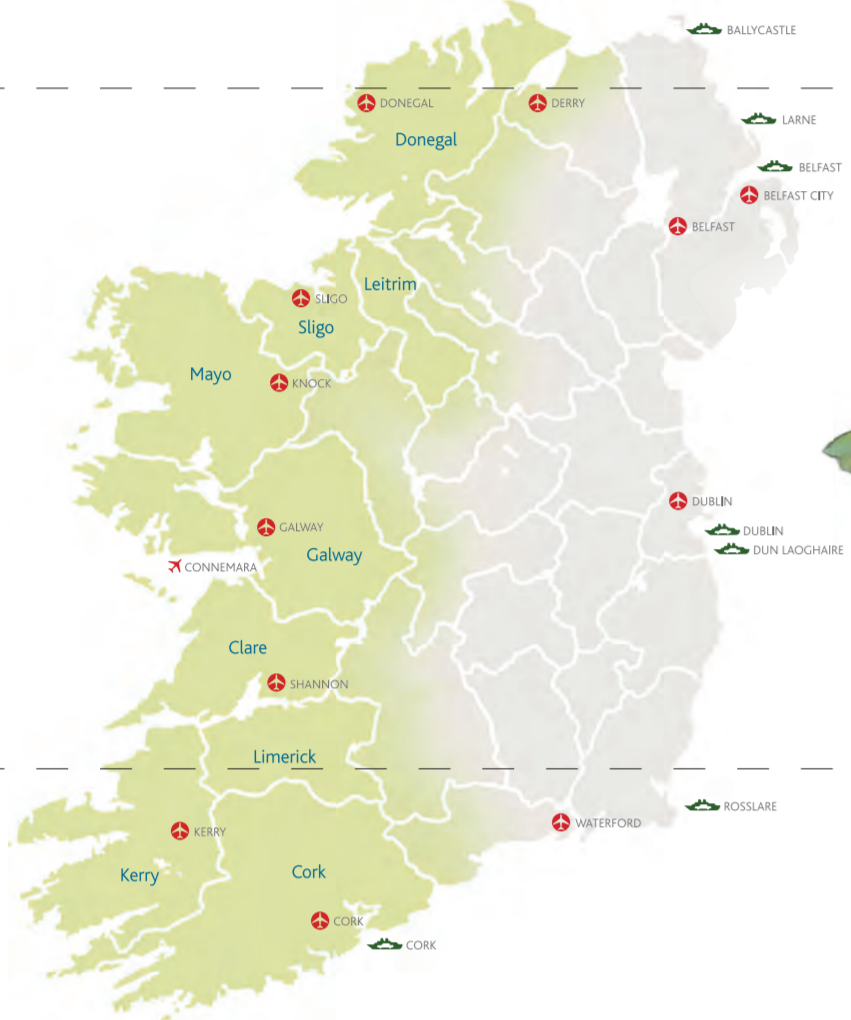 BALLYCASTLE
DONEGAL
DERRY
LARNE
Donegal
BELFAST
BELFAST CITY
BELFAST
Leitrim
SLIGO
Sligo
Mayo
KNOCK
DUBLIN
GALWAY
DUBLIN
Galway
DUN LAOGHAIRE
CONNEMARA
Clare
SHANNON
Limerick
ROSSLARE
WATERFORD
KERRY
Kerry
Cork
CORK
CORK